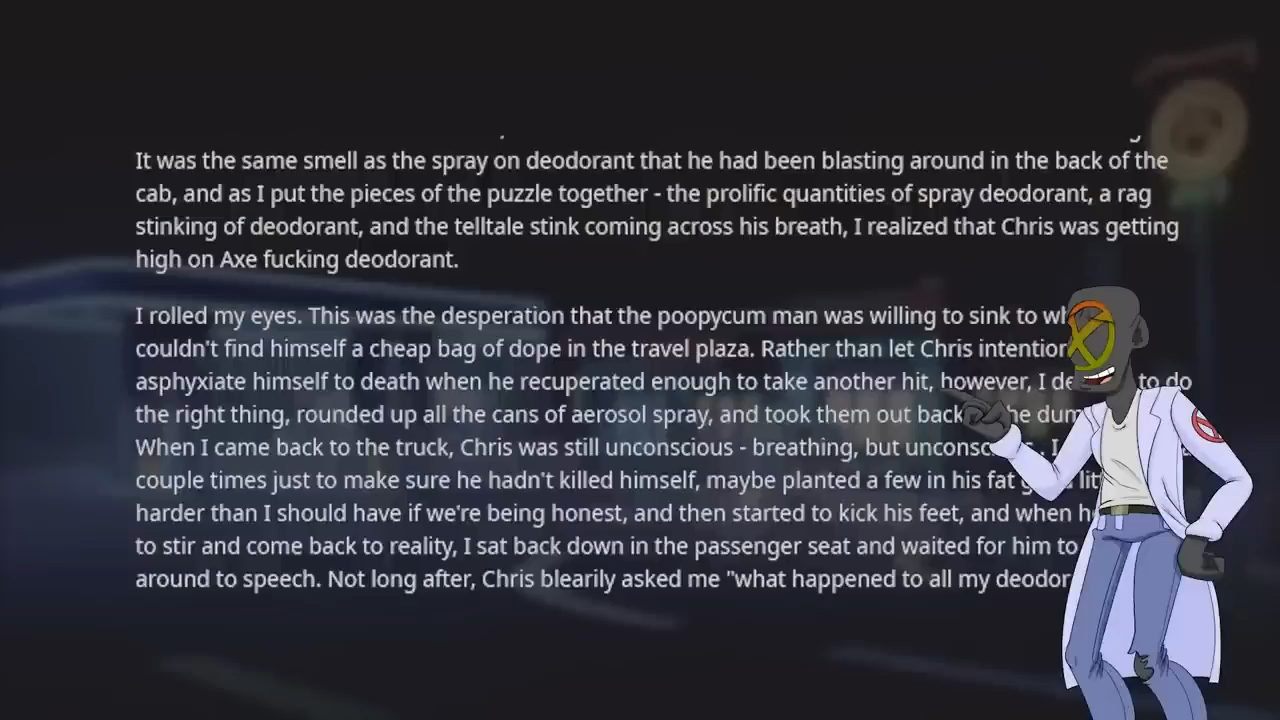 It was the same smell as the spray on deodorant that he had been blasting around in the back of the
cab, and as I put the pieces of the puzzle together - the prolific quantities of spray deodorant, a rag
stinking of deodorant, and the telltale stink coming across his breath, I realized that Chris was getting
high on Axe fucking deodorant.
I rolled my eyes. This was the desperation that the poopycum man was willing to sink to
couldn't find himself a cheap bag of dope in the travel plaza. Rather than let Chris
asphyxiate himself to death when he recuperated enough to take another hit, however, I to do
the right thing, rounded up all the cans of aerosol spray, and took them out back
When I came back to the truck, Chris was still unconscious - breathing, but
couple times just to make sure he hadn't killed himself, maybe planted a few in his fat
harder than I should have if we're being honest, and then started to kick his feet, and when
to stir and come back to reality, I sat back down in the passenger seat and waited for him to
around to speech. Not long after, Chris blearily asked me "what happened to all my